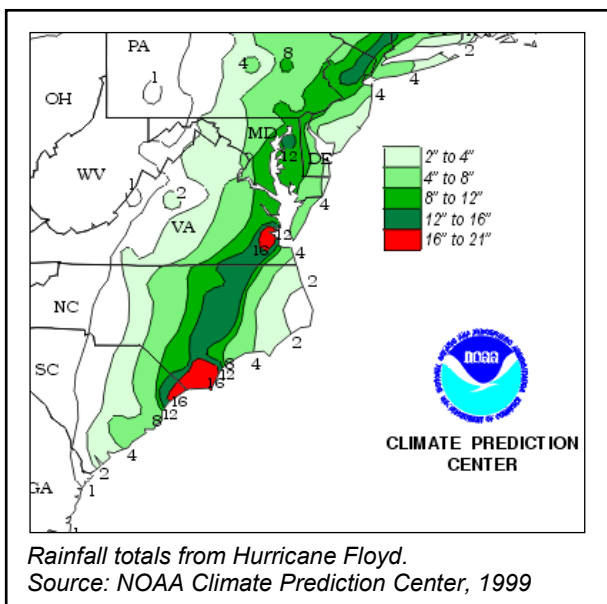 PA
8
4
1
2
4
4
OH
MD
12
DE
WV
1
2
4
VA
12
16
4
2
NC
2
SC
8
12
4
16
16
12
8
4
2
GA
1
1
2" to 4"
4" to 8"
8" to 12"
12" to 16"
16" to 21"
noaa
CLIMATE PREDICTION
CENTER
Rainfall totals from Hurricane Floyd.
Source: NOAA Climate Prediction Center, 1999